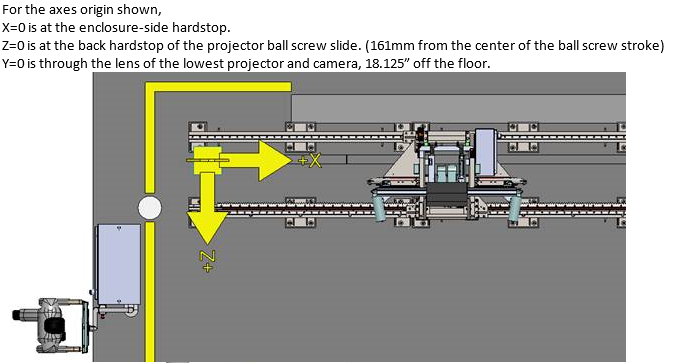 For the axes origin shown,
X=0 is at the enclosure-side hardstop.
Z=0 is at the back hardstop of the projector ball screw slide. (161mm from the center of the ball screw stroke)
Y=0 is through the lens of the lowest projector and camera, 18.125” off the floor.
+X
Z+